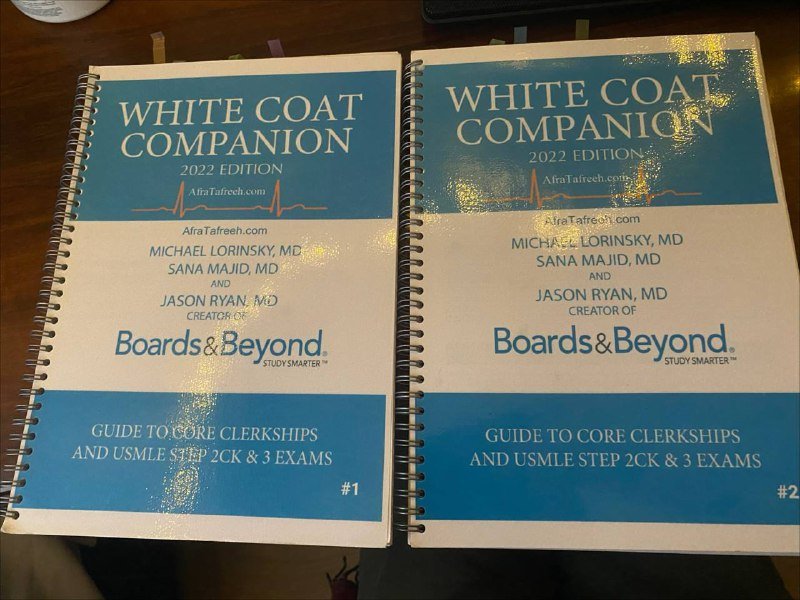 WHITE COAT
COMPANION
2022 EDITION
AfraTafreeh.com
AfraTafreeh.com
MICHAEL LORINSKY, MD
SANA MAJID, MD
AND
JASON RYAN, MD
CREATOR OF
Boards&Beyond®
STUDY SMARTER™
GUIDE TO CORE CLERKSHIPS
AND USMLE STEP 2CK & 3 EXAMS
#1
WHITE COAT
COMPANION
2022 EDITION
AfraTafreeh.com
AfraTafreeh.com
MICHAEL LORINSKY, MD
SANA MAJID, MD
AND
JASON RYAN, MD
CREATOR OF
Boards&Beyond®
STUDY SMARTER™
GUIDE TO CORE CLERKSHIPS
AND USMLE STEP 2CK & 3 EXAMS
#2